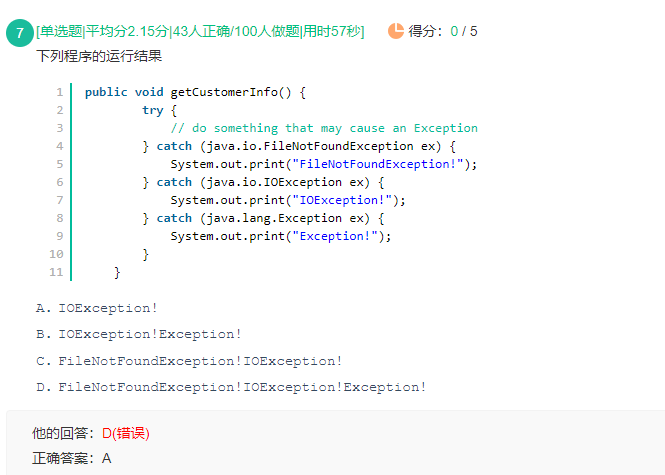 7 [单选题|平均分2.15分|43人正确/100人做题|用时57秒] 得分：0 / 5
下列程序的运行结果
1 public void getCustomerInfo() {
2 try {
3 // do something that may cause an Exception
4 } catch (java.io.FileNotFoundException ex) {
5 System.out.print("FileNotFoundException!");
6 } catch (java.io.IOException ex) {
7 System.out.print("IOException!");
8 } catch (java.lang.Exception ex) {
9 System.out.print("Exception!");
10 }
11 }
A. IOException!
B. IOException!Exception!
C. FileNotFoundException!IOException!
D. FileNotFoundException!IOException!Exception!
他的回答：D(错误)
正确答案：A